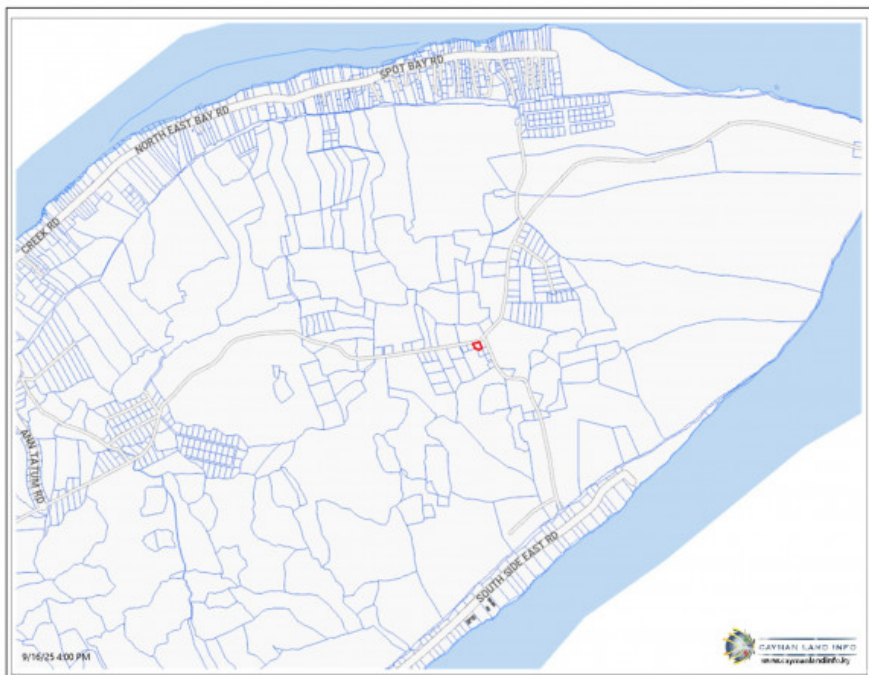 SPOT BAY RD
NORTH EAST BAY RD
CREEK RD
ANN TATUM RD
SOUTH SIDE EAST RD
9/16/25 4:00 PM
CAYMAN LAND INFO
www.caymanlandinfo.ky